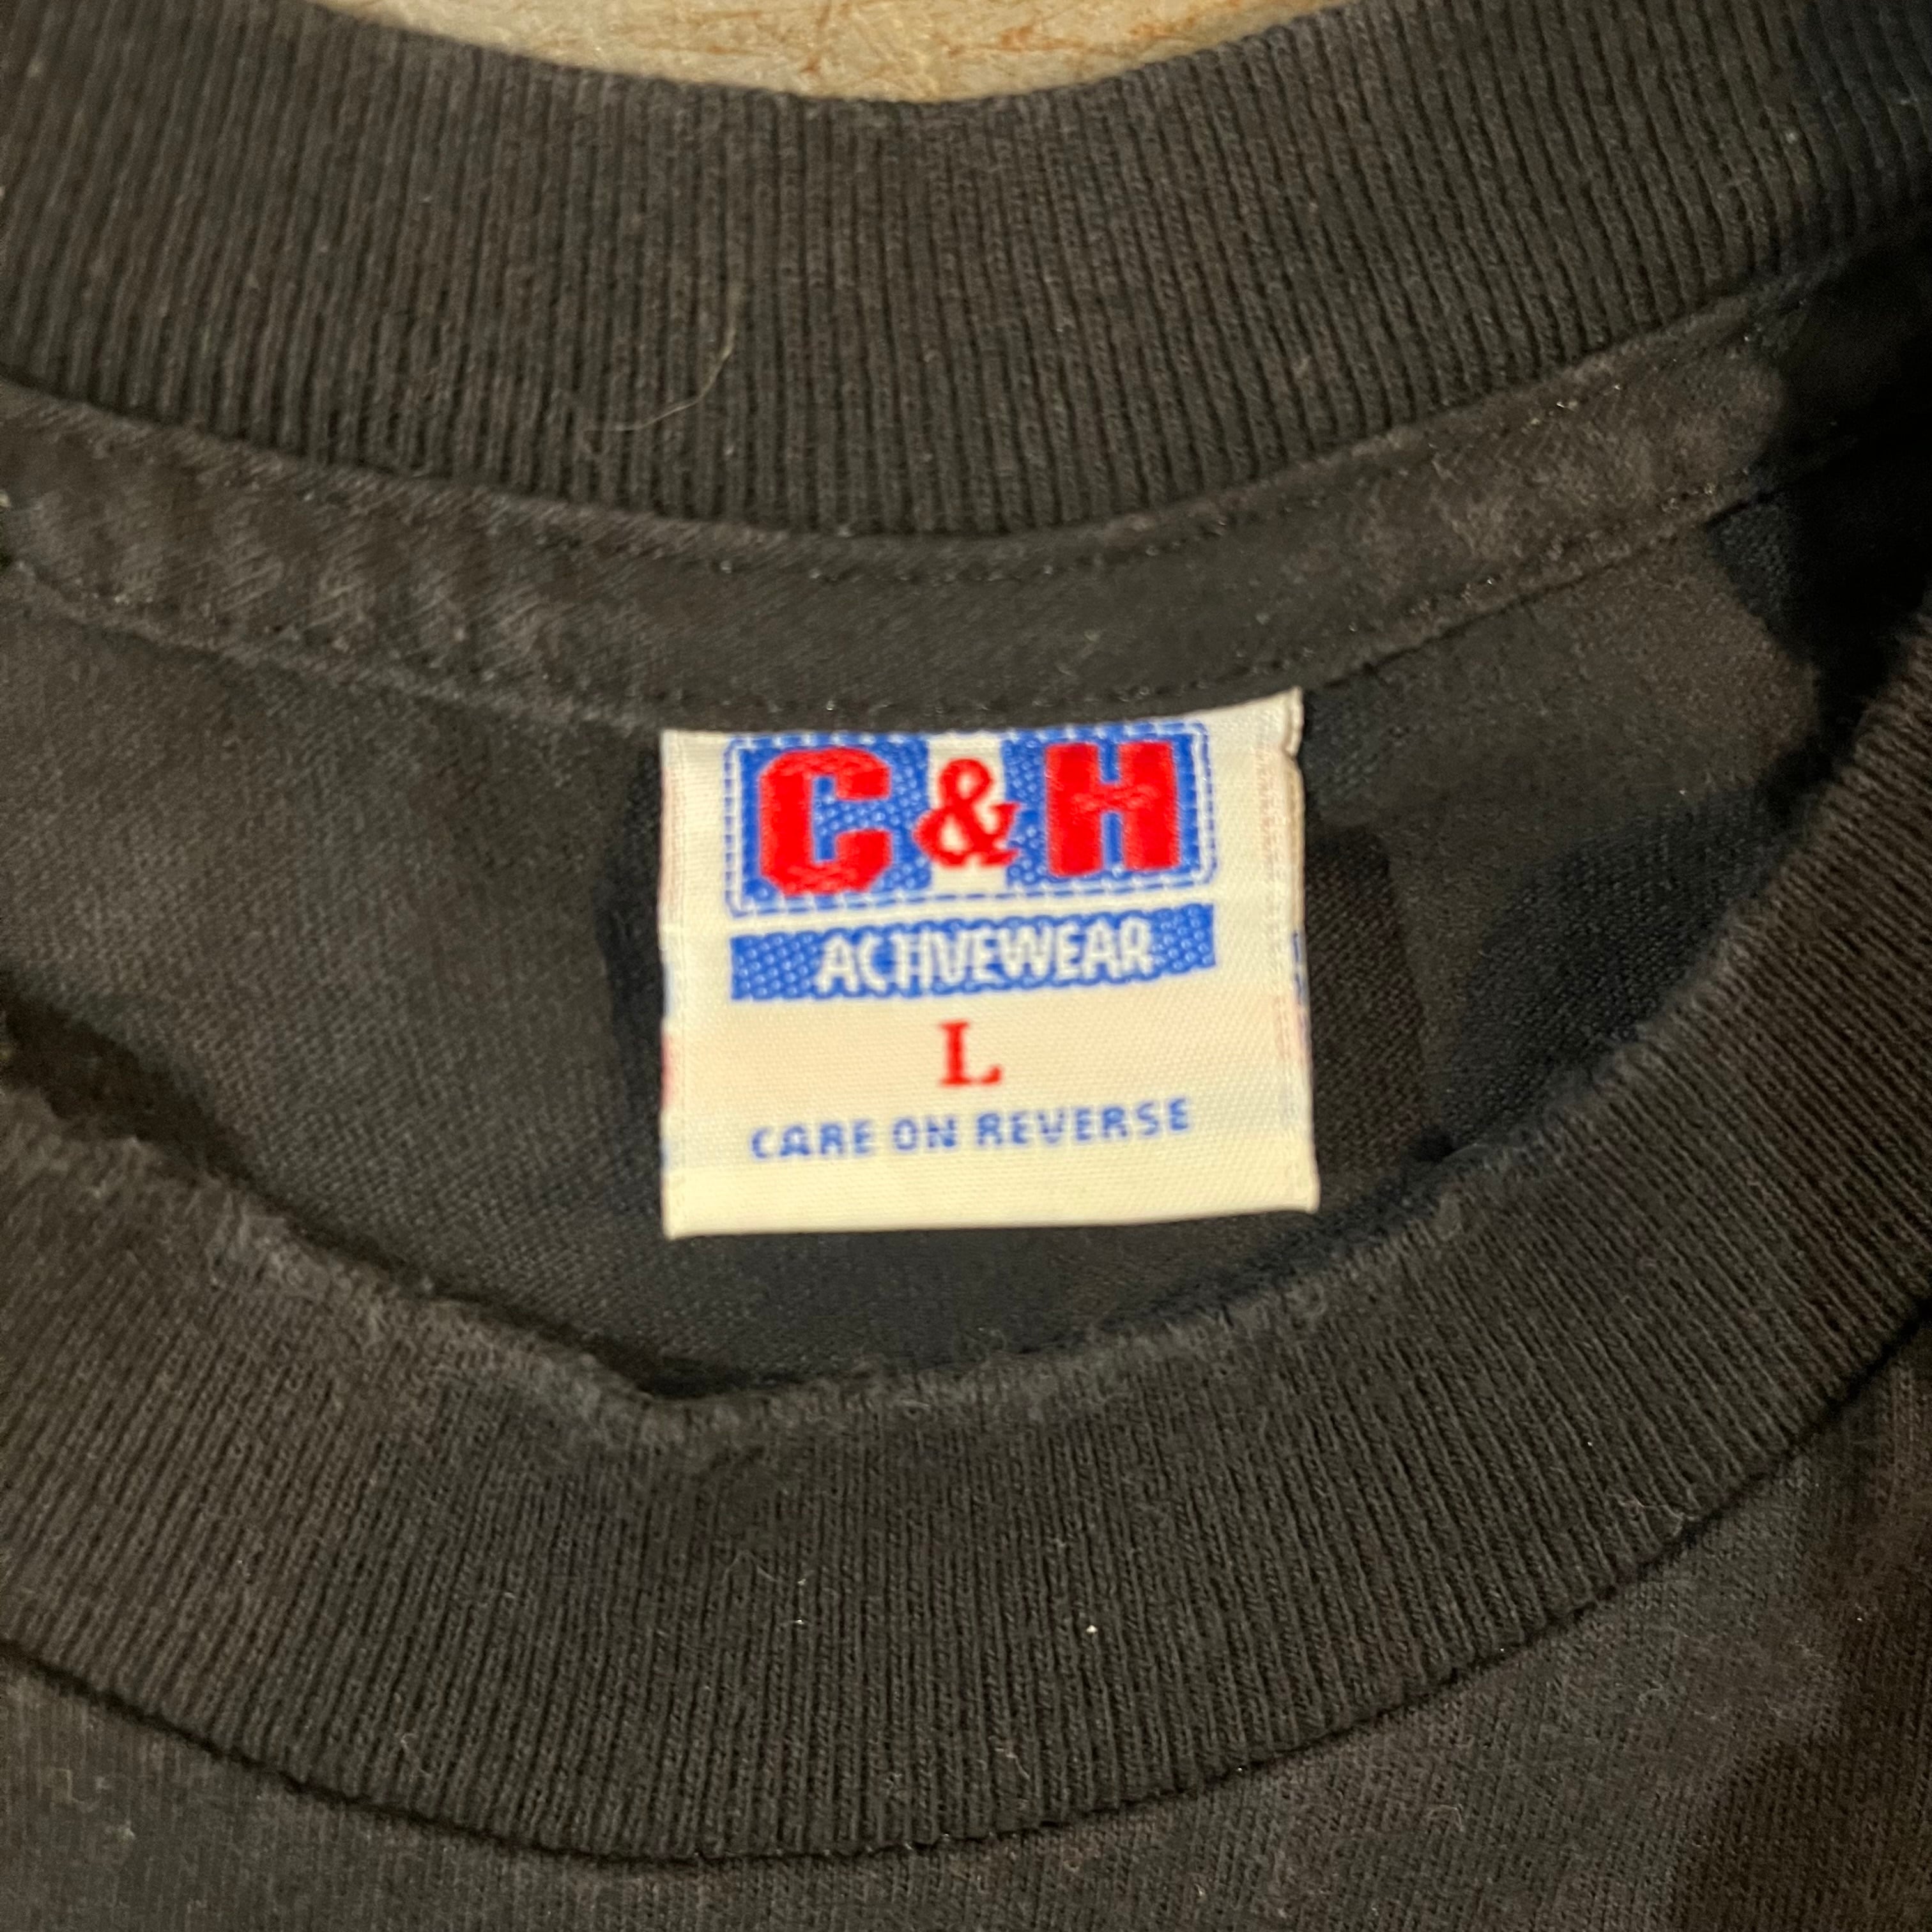 C&H
ACTIVEWEAR
L
CARE ON REVERSE